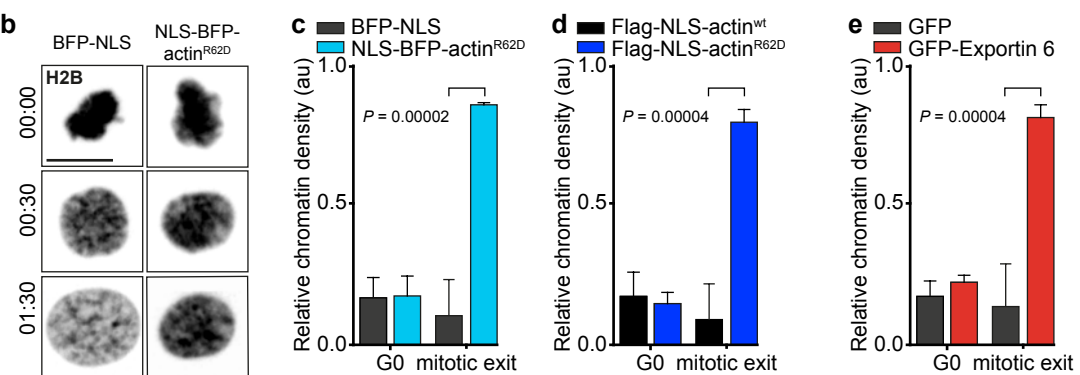 b
BFP-NLS
NLS-BFP-
actinR62D
H2B
00:00
00:30
01:30
c
BFP-NLS
NLS-BFP-actinR62D
Relative chromatin density (au)
1.0
0.5
0.0
P = 0.00002
G0 mitotic exit
d
Flag-NLS-actinwt
Flag-NLS-actinR62D
Relative chromatin density (au)
1.0
0.5
0.0
P = 0.00004
G0 mitotic exit
e
GFP
GFP-Exportin 6
Relative chromatin density (au)
1.0
0.5
0.0
P = 0.00004
G0 mitotic exit